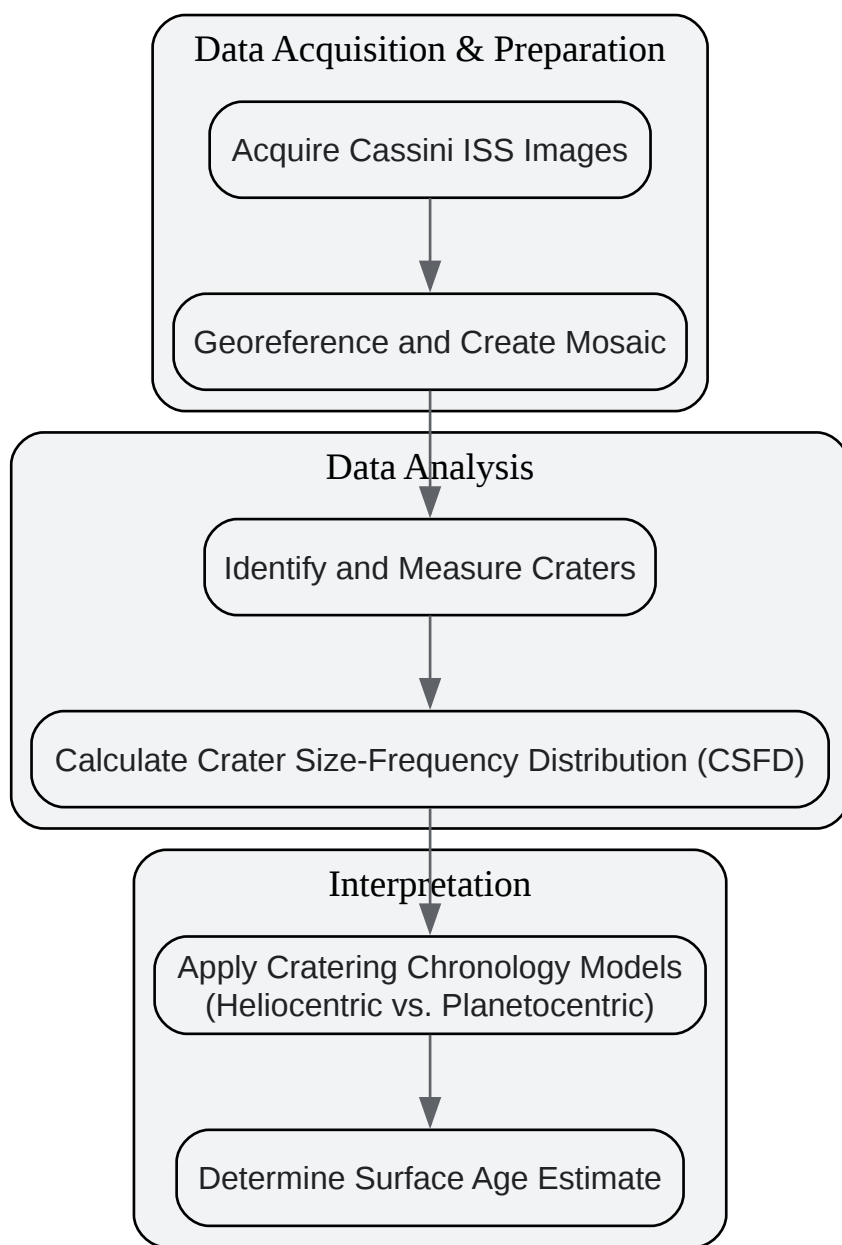 Data Acquisition & Preparation
Acquire Cassini ISS Images
Georeference and Create Mosaic
Data Analysis
Identify and Measure Craters
Calculate Crater Size-Frequency Distribution (CSFD)
Interpretation
Apply Cratering Chronology Models
(Heliocentric vs. Planetocentric)
Determine Surface Age Estimate